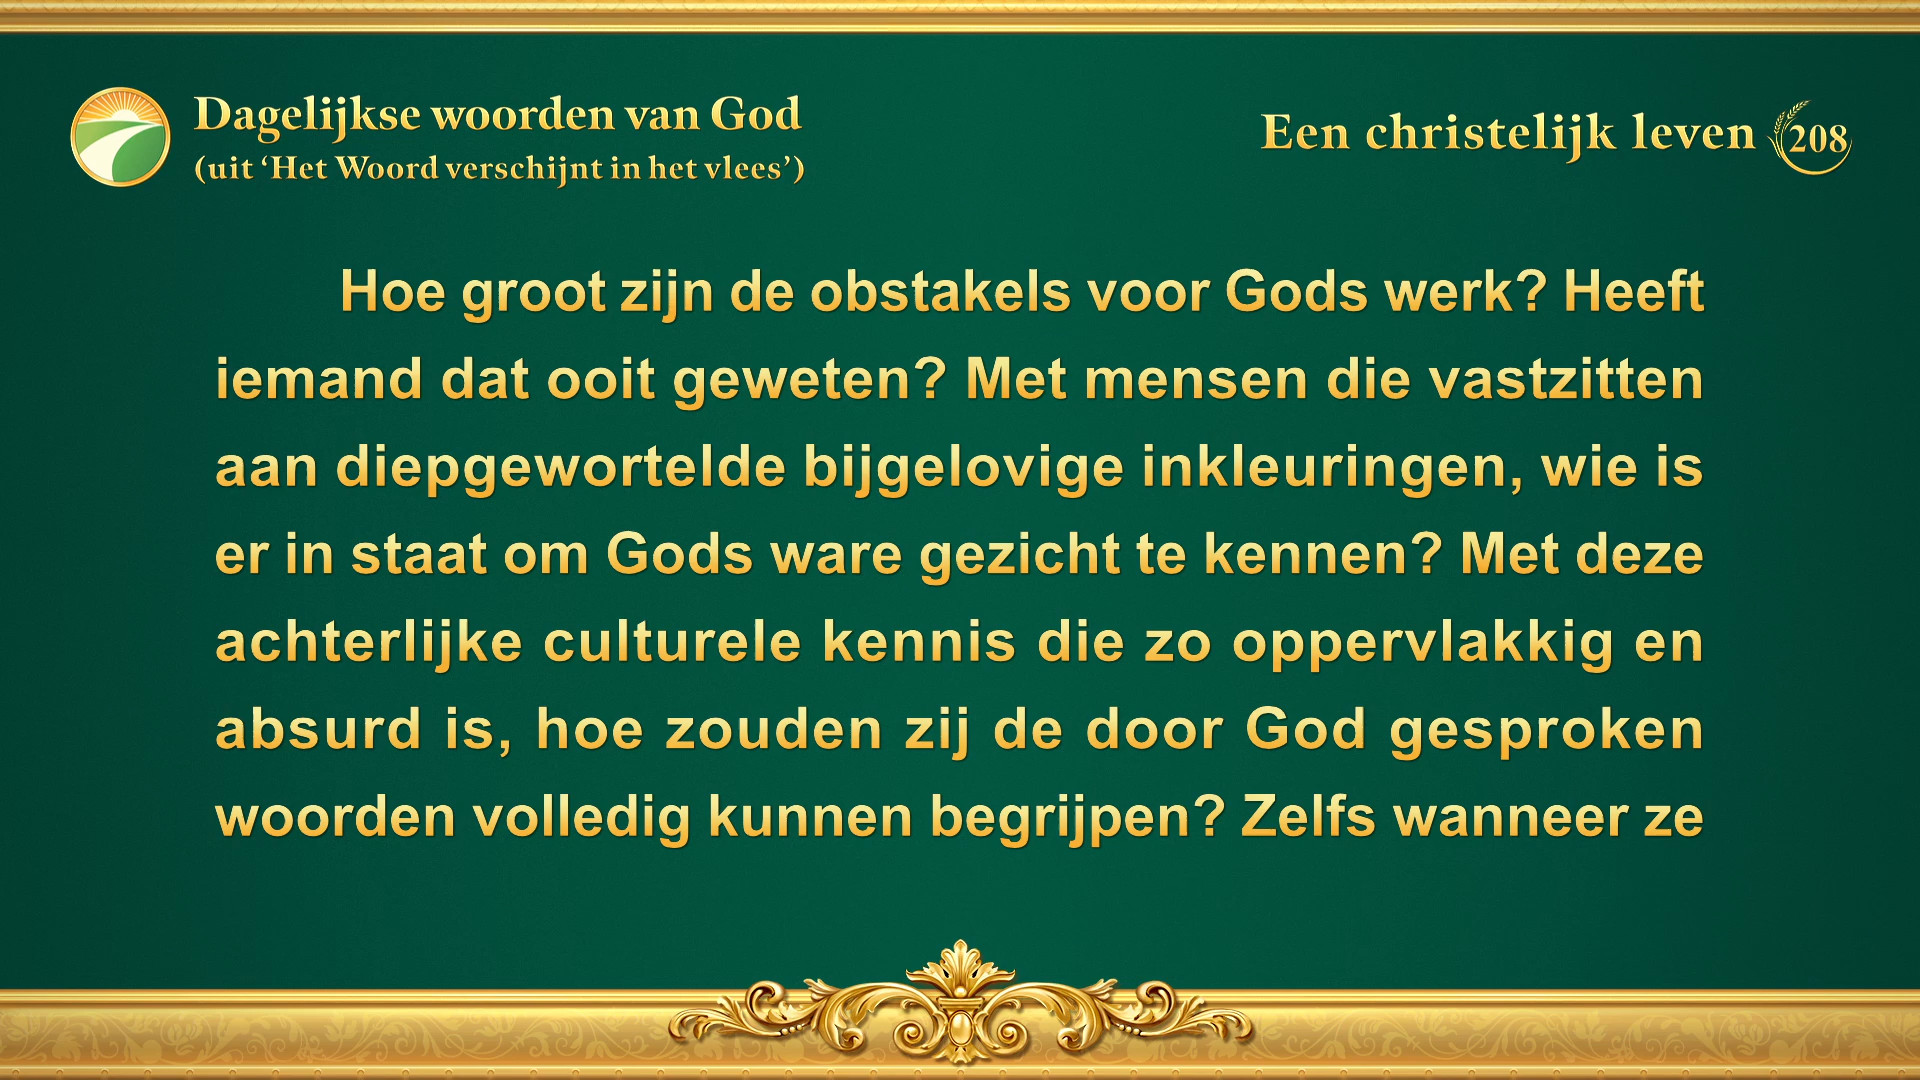 Dagelijkse woorden van God
(uit ‘Het Woord verschijnt in het vlees’)
Een christelijk leven 208
Hoe groot zijn de obstakels voor Gods werk? Heeft
iemand dat ooit geweten? Met mensen die vastzitten
aan diepgewortelde bijgelovige inkleuringen, wie is
er in staat om Gods ware gezicht te kennen? Met deze
achterlijke culturele kennis die zo oppervlakkig en
absurd is, hoe zouden zij de door God gesproken
woorden volledig kunnen begrijpen? Zelfs wanneer ze